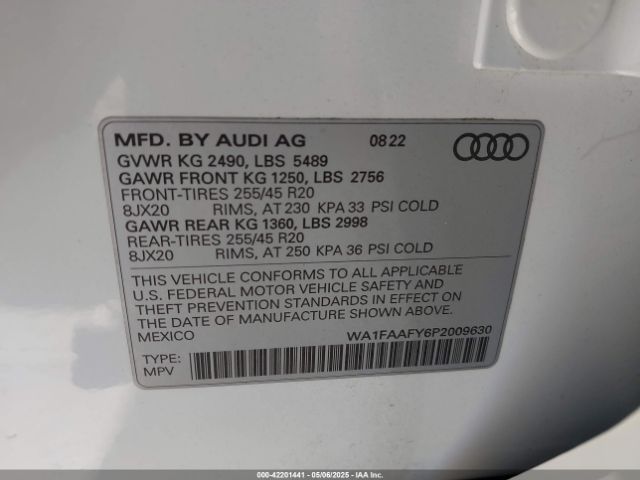 MFD. BY AUDI AG 08 22
GVWR KG 2490, LBS 5489
GAWR FRONT KG 1250, LBS 2756
FRONT-TIRES 255/45 R20
8JX20 RIMS, AT 230 KPA 33 PSI COLD
GAWR REAR KG 1360, LBS 2998
REAR-TIRES 255/45 R20
8JX20 RIMS, AT 250 KPA 36 PSI COLD
THIS VEHICLE CONFORMS TO ALL APPLICABLE
U.S. FEDERAL MOTOR VEHICLE SAFETY AND
THEFT PREVENTION STANDARDS IN EFFECT ON
THE DATE OF MANUFACTURE SHOWN ABOVE.
MEXICO WA1FAAFY6P2009630
TYPE:
MPV
000-42201441 - 05/06/2025 - IAAI.COM